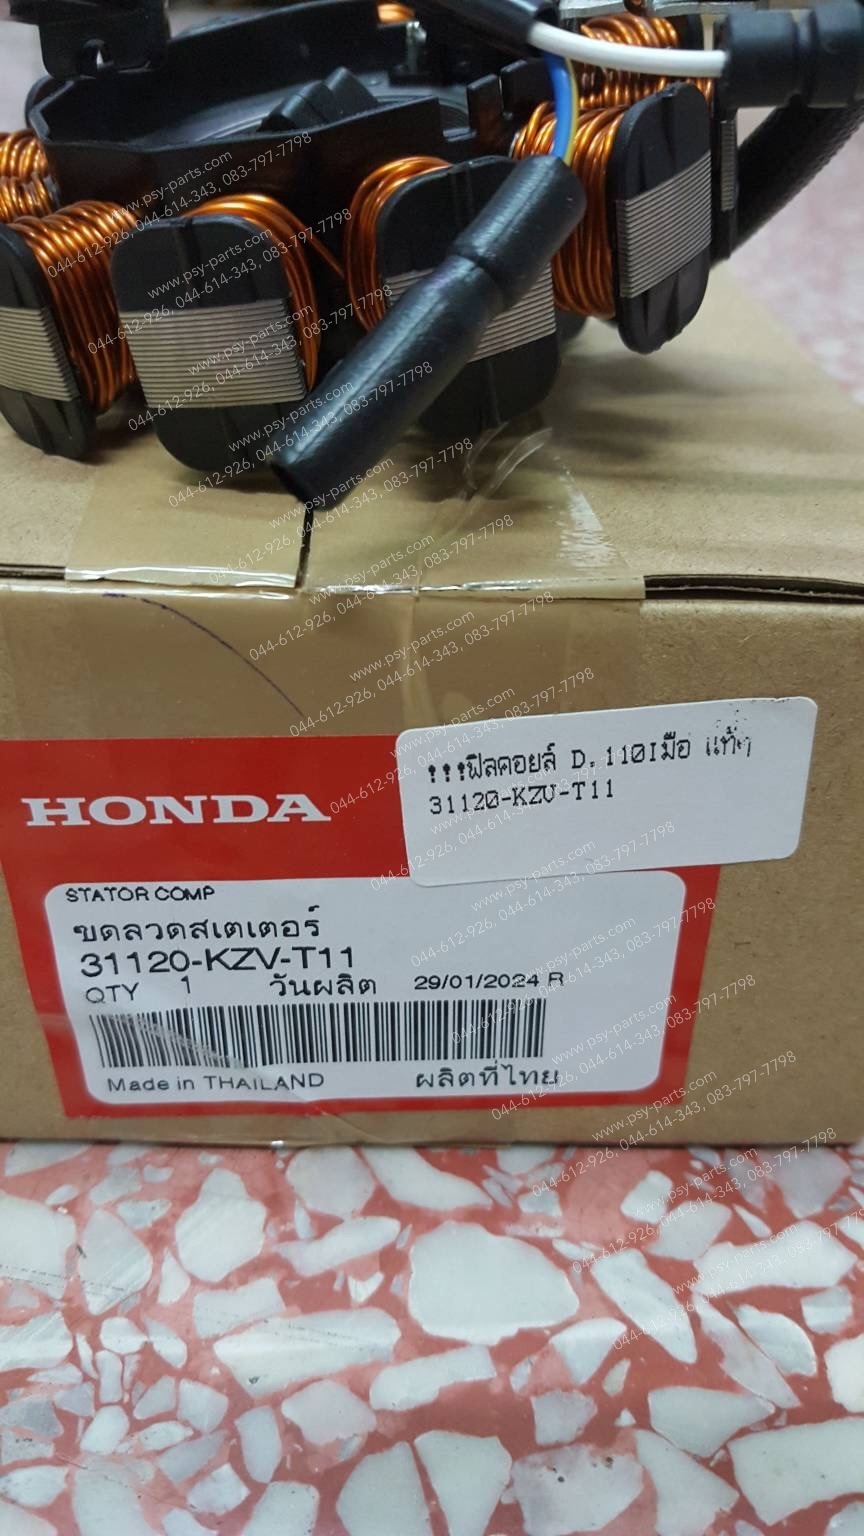 !!!ฟิลคอยล์ D.110Iมือ แท้ๆ
31120-KZV-T11
HONDA
STATOR COMP
ขดลวดสเตเตอร์
31120-KZV-T11
QTY 1 วันผลิต 29/01/2024 R
Made in THAILAND ผลิตที่ไทย
www.psy-parts.com
044-612-926, 044-614-343, 083-797-7798